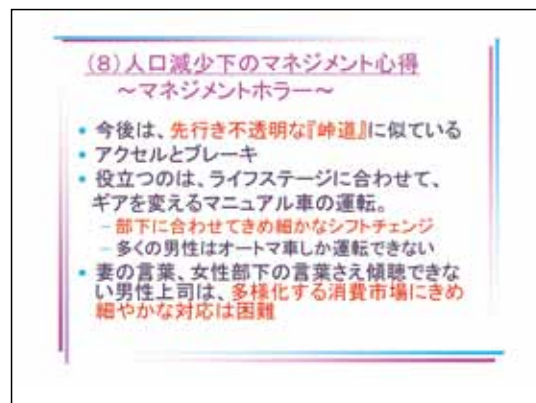 (8)人口減少下のマネジメント心得
～マネジメントホラー～
• 今後は、先行き不透明な『峠道』に似ている
• アクセルとブレーキ
• 役立つのは、ライフステージに合わせて、
ギアを変えるマニュアル車の運転。
－部下に合わせてきめ細かなシフトチェンジ
－多くの男性はオートマ車しか運転できない
• 妻の言葉、女性部下の言葉さえ傾聴できな
い男性上司は、多様化する消費市場にきめ
細やかな対応は困難